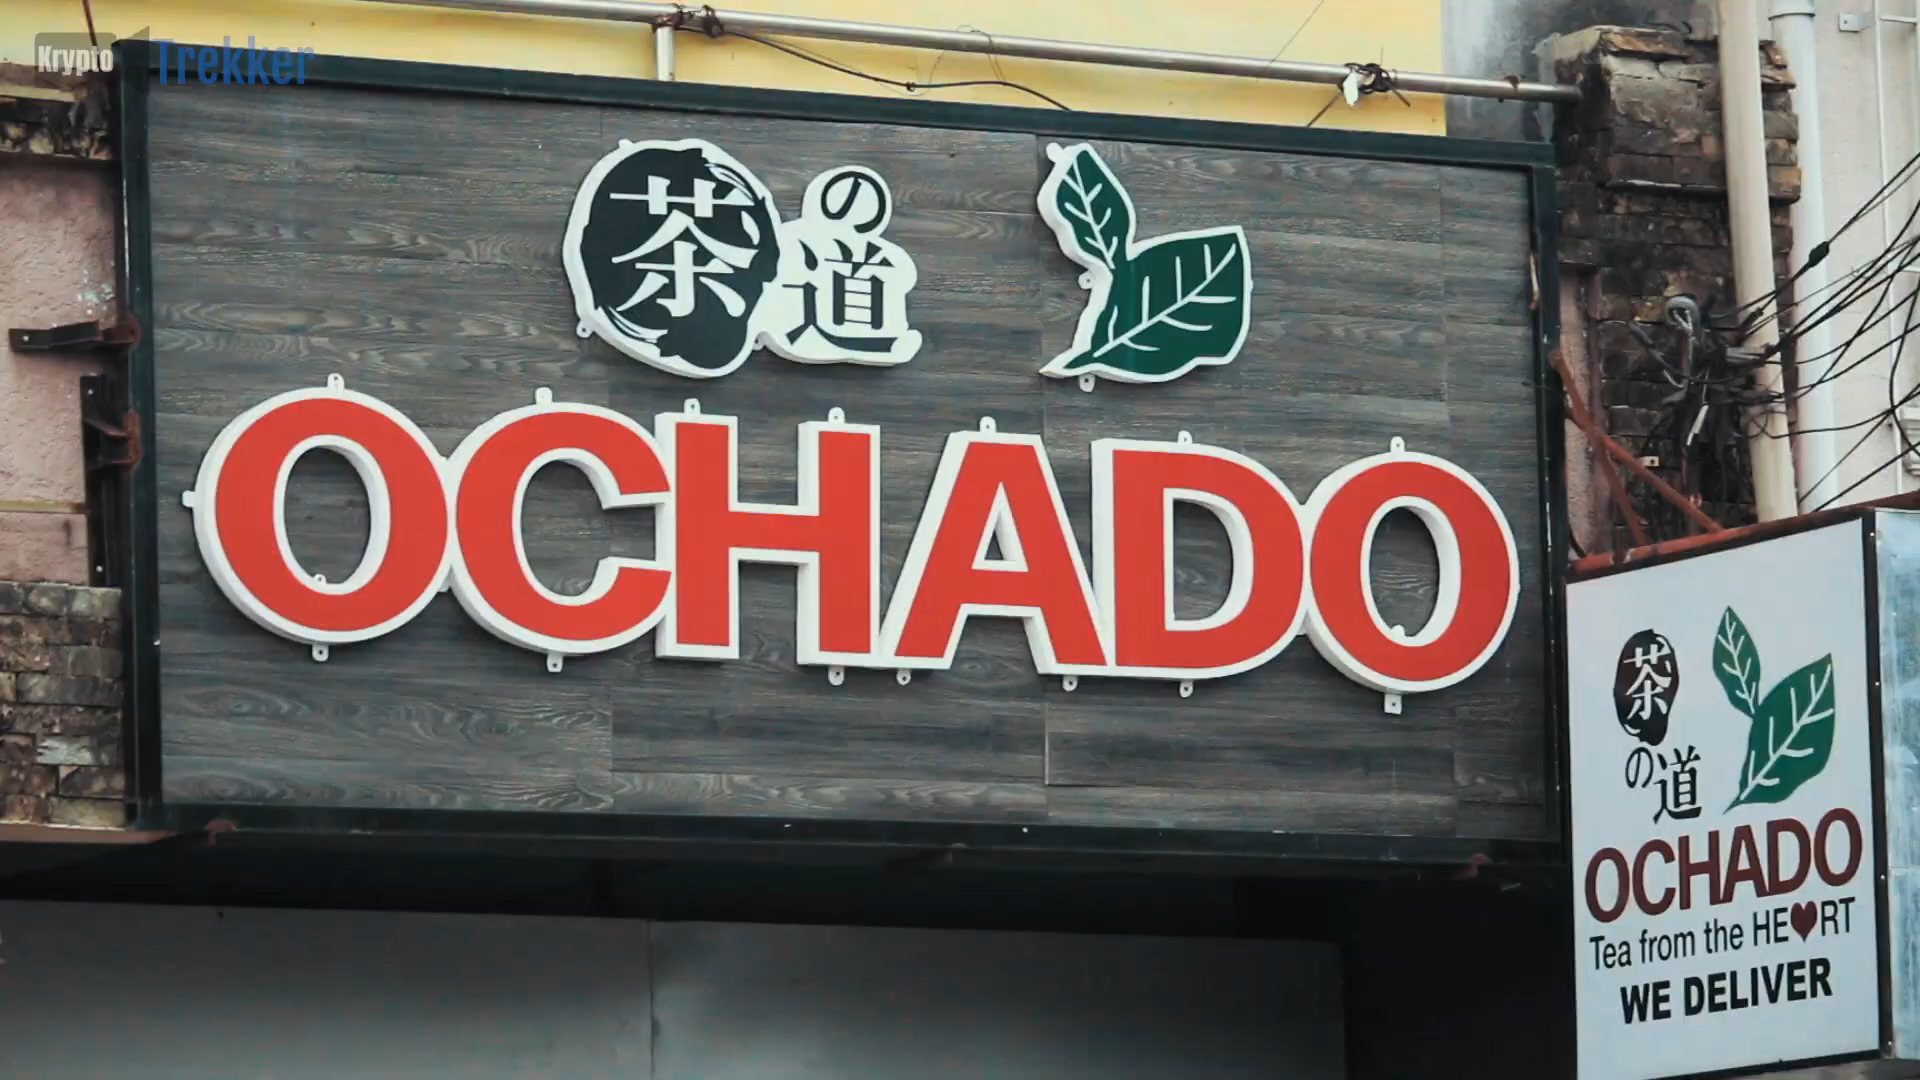 Krypto Trekker
茶の道
OCHADO
茶の道
OCHADO
Tea from the HE♥RT
WE DELIVER